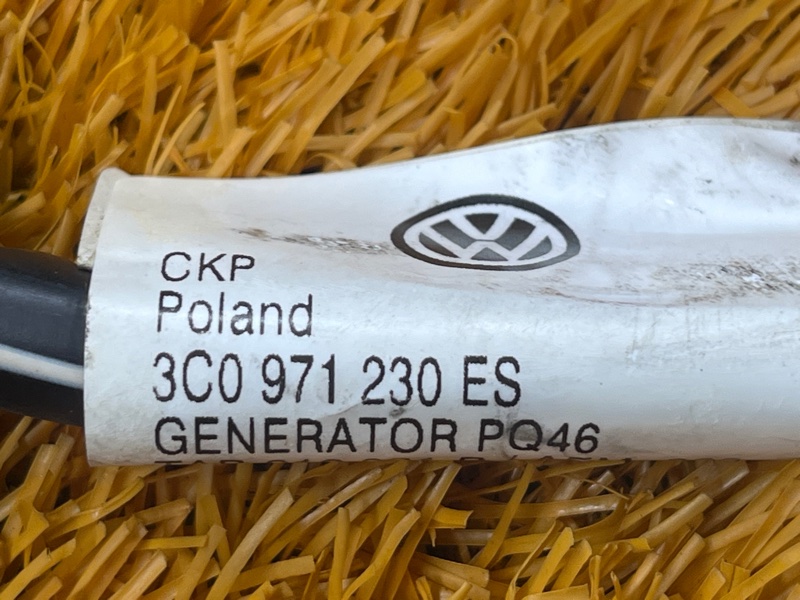 CKP
Poland
3C0 971 230 ES
GENERATOR PQ46